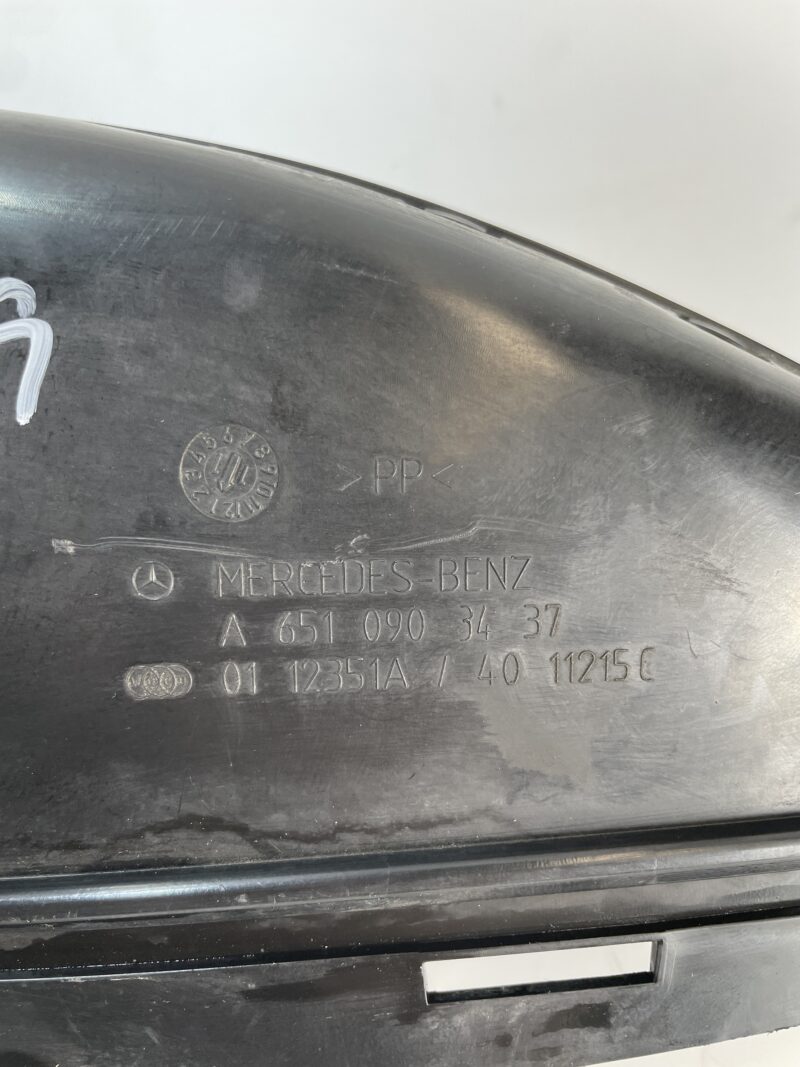 >PP<
MERCEDES-BENZ
A 651 090 34 37
01 12351A / 40 11215C